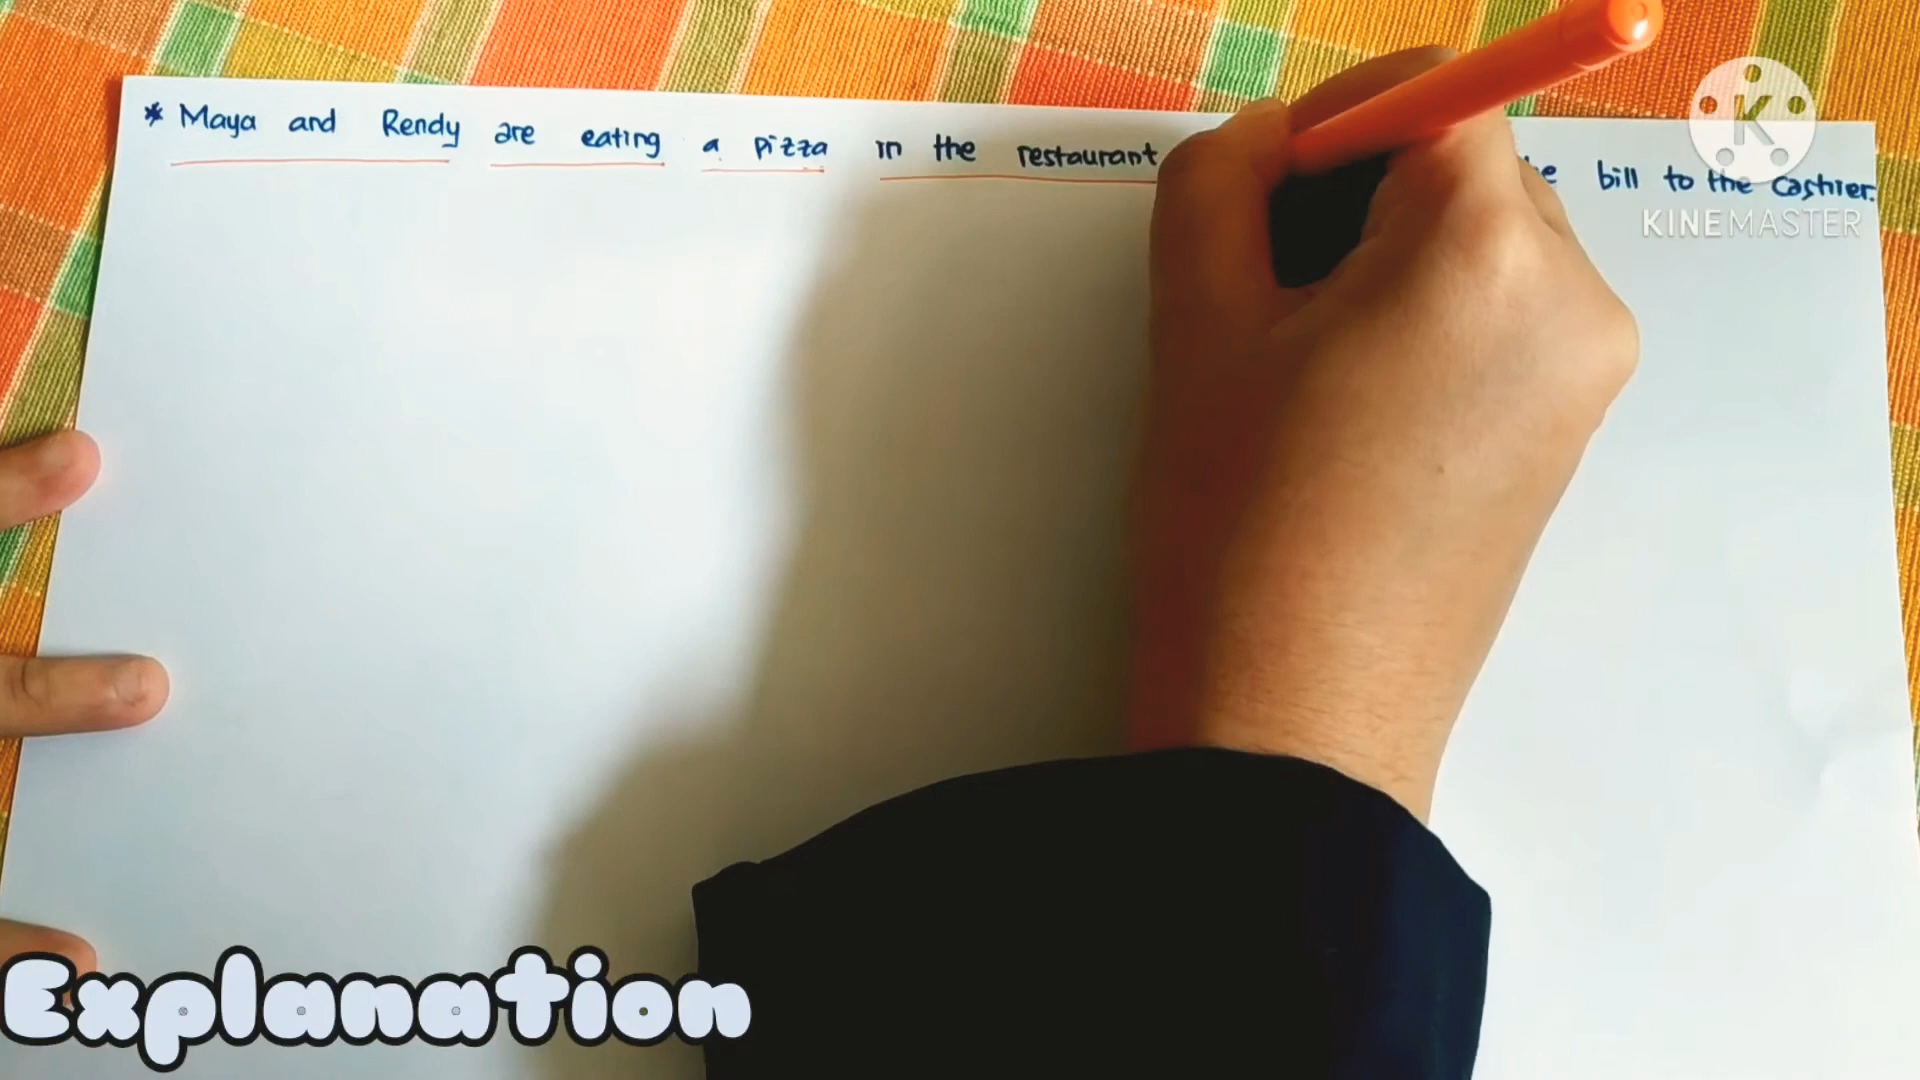 * Maya and Rendy are eating a pizza in the restaurant bill to the cashier.
K
KINEMASTER
Explanation